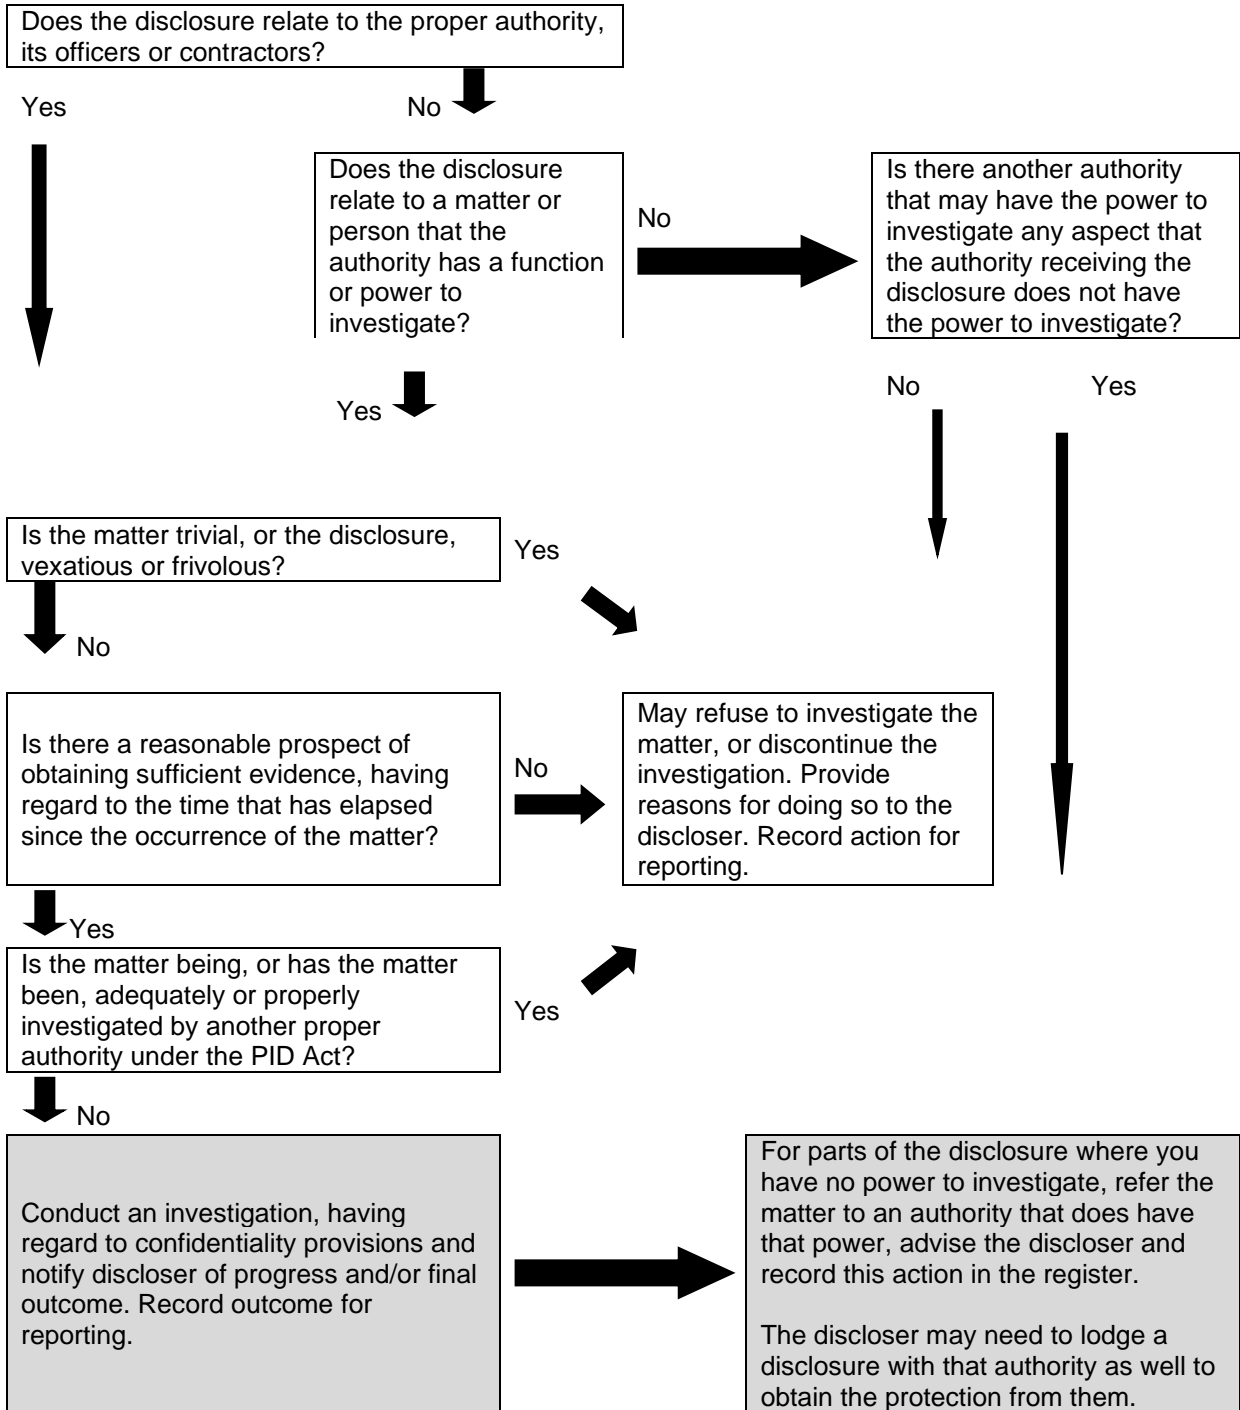 Does the disclosure relate to the proper authority,
its officers or contractors?
Yes
No
Does the disclosure
relate to a matter or
person that the
authority has a function
or power to
investigate?
No
Is there another authority
that may have the power to
investigate any aspect that
the authority receiving the
disclosure does not have
the power to investigate?
Yes
No
Yes
Is the matter trivial, or the disclosure,
vexatious or frivolous?
Yes
No
Is there a reasonable prospect of
obtaining sufficient evidence, having
regard to the time that has elapsed
since the occurrence of the matter?
No
May refuse to investigate the
matter, or discontinue the
investigation. Provide
reasons for doing so to the
discloser. Record action for
reporting.
Yes
Is the matter being, or has the matter
been, adequately or properly
investigated by another proper
authority under the PID Act?
Yes
No
Conduct an investigation, having
regard to confidentiality provisions and
notify discloser of progress and/or final
outcome. Record outcome for
reporting.
For parts of the disclosure where you
have no power to investigate, refer the
matter to an authority that does have
that power, advise the discloser and
record this action in the register.
The discloser may need to lodge a
disclosure with that authority as well to
obtain the protection from them.